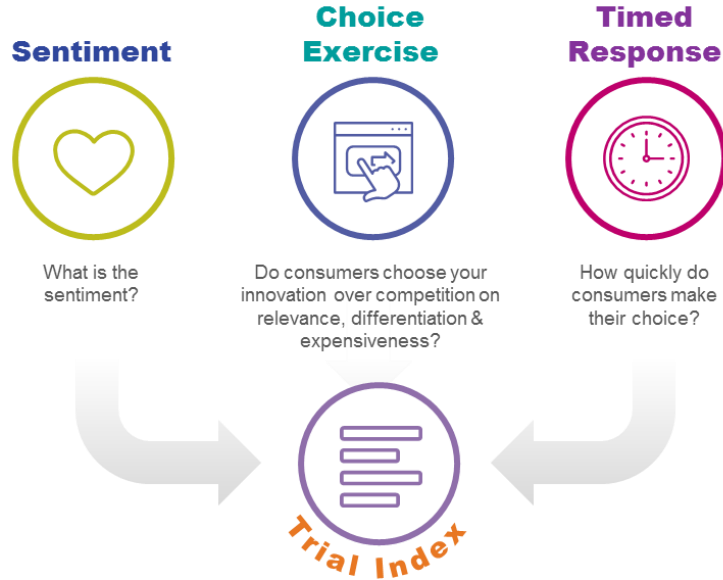 Sentiment
Choice
Exercise
Timed
Response
What is the
sentiment?
Do consumers choose your
innovation over competition on
relevance, differentiation &
expensiveness?
How quickly do
consumers make
their choice?
Trial Index